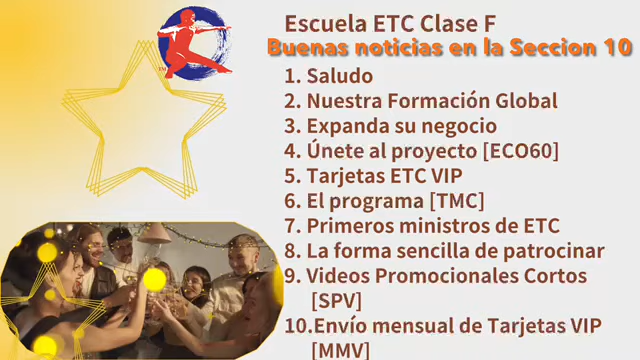 Escuela ETC Clase F
Buenas noticias en la Seccion 10
1. Saludo
2. Nuestra Formación Global
3. Expanda su negocio
4. Únete al proyecto [ECO60]
5. Tarjetas ETC VIP
6. El programa [TMC]
7. Primeros ministros de ETC
8. La forma sencilla de patrocinar
9. Videos Promocionales Cortos
[SPV]
10.Envío mensual de Tarjetas VIP
[MMV]
TM